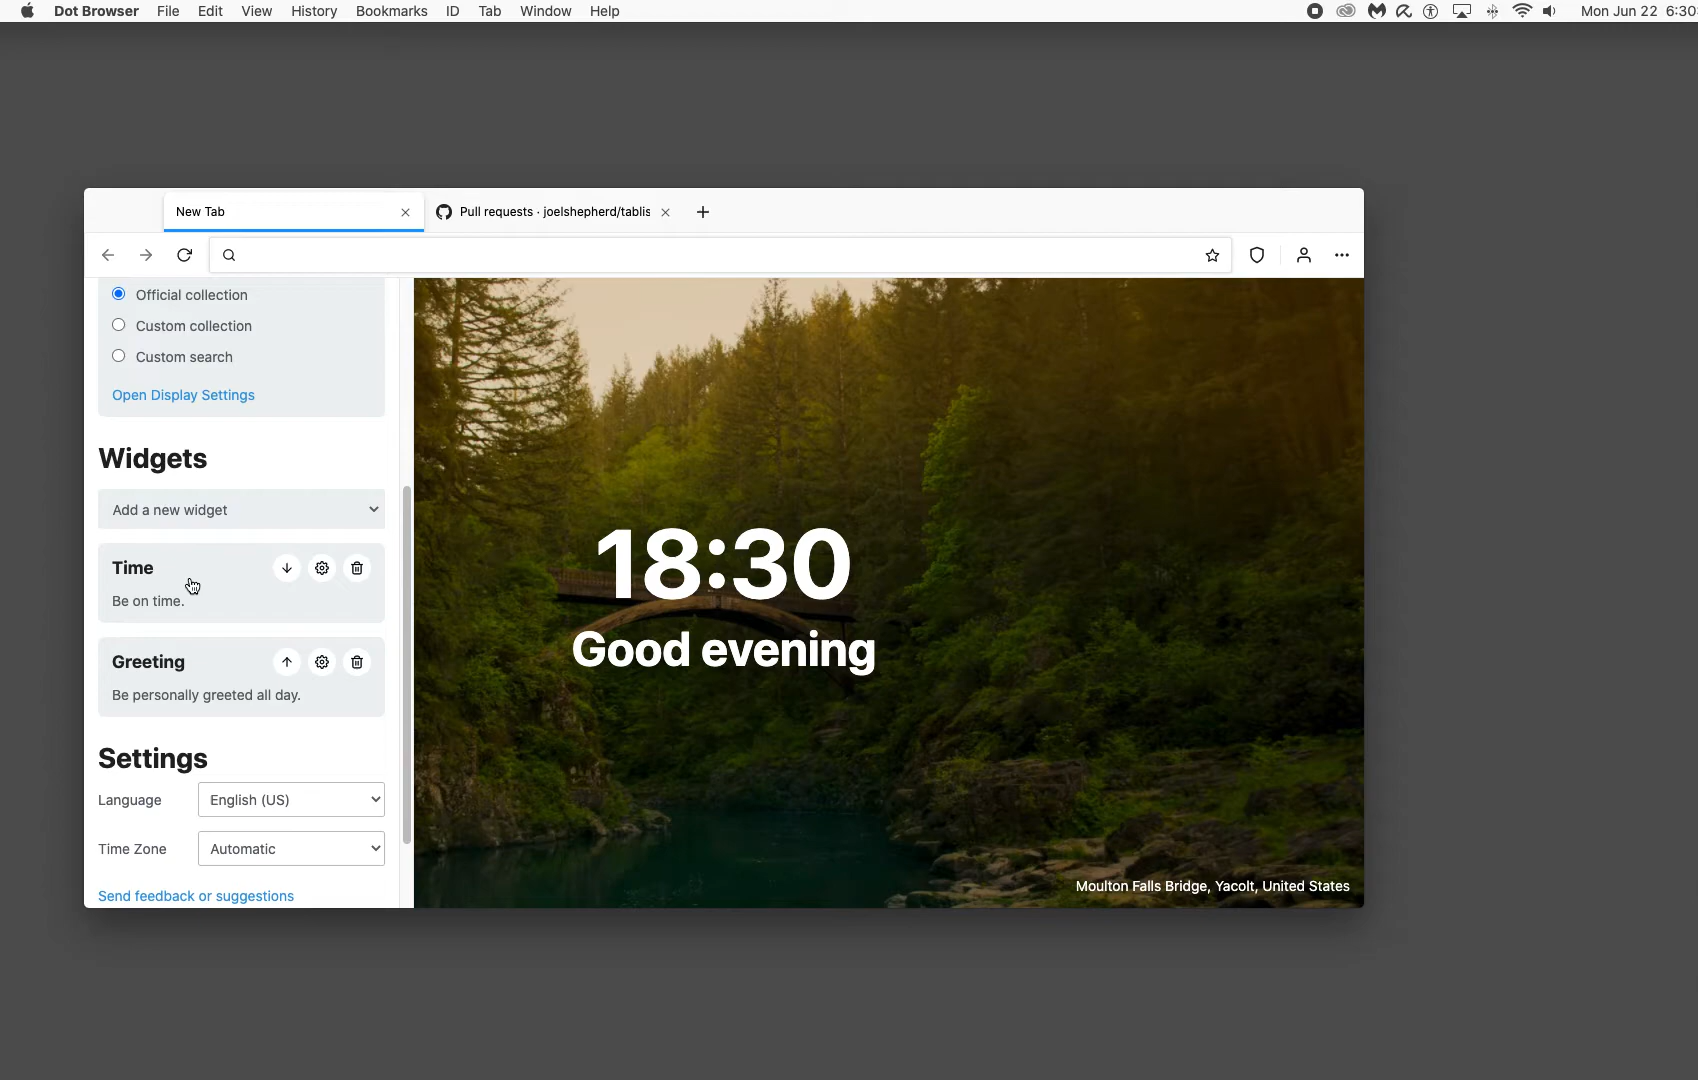 Dot Browser File Edit View History Bookmarks ID Tab Window Help Mon Jun 22 6:30
New Tab
Pull requests · joelshepherd/tablis
Official collection
Custom collection
Custom search
Open Display Settings
Widgets
Add a new widget
Time
Be on time.
Greeting
Be personally greeted all day.
Settings
Language English (US)
Time Zone Automatic
Send feedback or suggestions
18:30
Good evening
Moulton Falls Bridge, Yacolt, United States